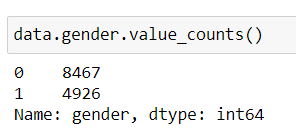 data.gender.value_counts()
0    8467
1    4926
Name: gender, dtype: int64